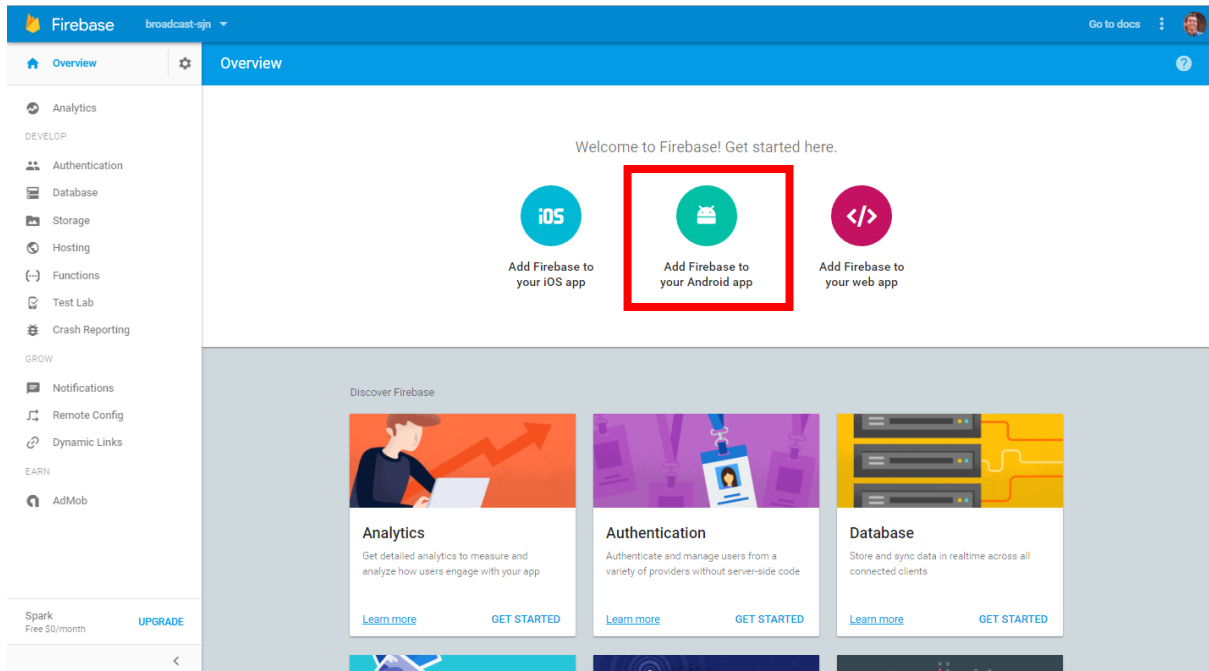 Firebase
broadcast-sjn
Go to docs
Overview
Overview
?
Analytics
DEVELOP
Authentication
Database
Storage
Hosting
Functions
Test Lab
Crash Reporting
GROW
Notifications
Remote Config
Dynamic Links
EARN
AdMob
Spark
Free $0/month
UPGRADE
Welcome to Firebase! Get started here.
iOS
Add Firebase to
your iOS app
Add Firebase to
your Android app
</>
Add Firebase to
your web app
Discover Firebase
Analytics
Get detailed analytics to measure and
analyze how users engage with your app
Learn more
GET STARTED
Authentication
Authenticate and manage users from a
variety of providers without server-side code
Learn more
GET STARTED
Database
Store and sync data in realtime across all
connected clients
Learn more
GET STARTED